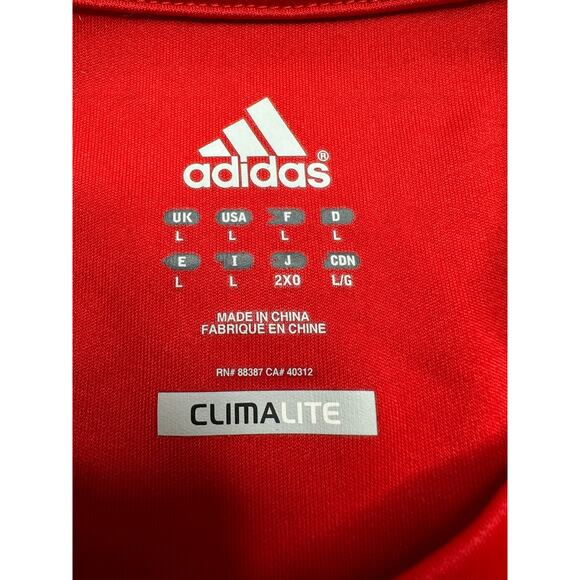 adidas®
UK USA F D
L L L L
E I J CDN
L L 2XO L/G
MADE IN CHINA
FABRIQUÉ EN CHINE
RN# 88387 CA# 40312
CLIMALITE